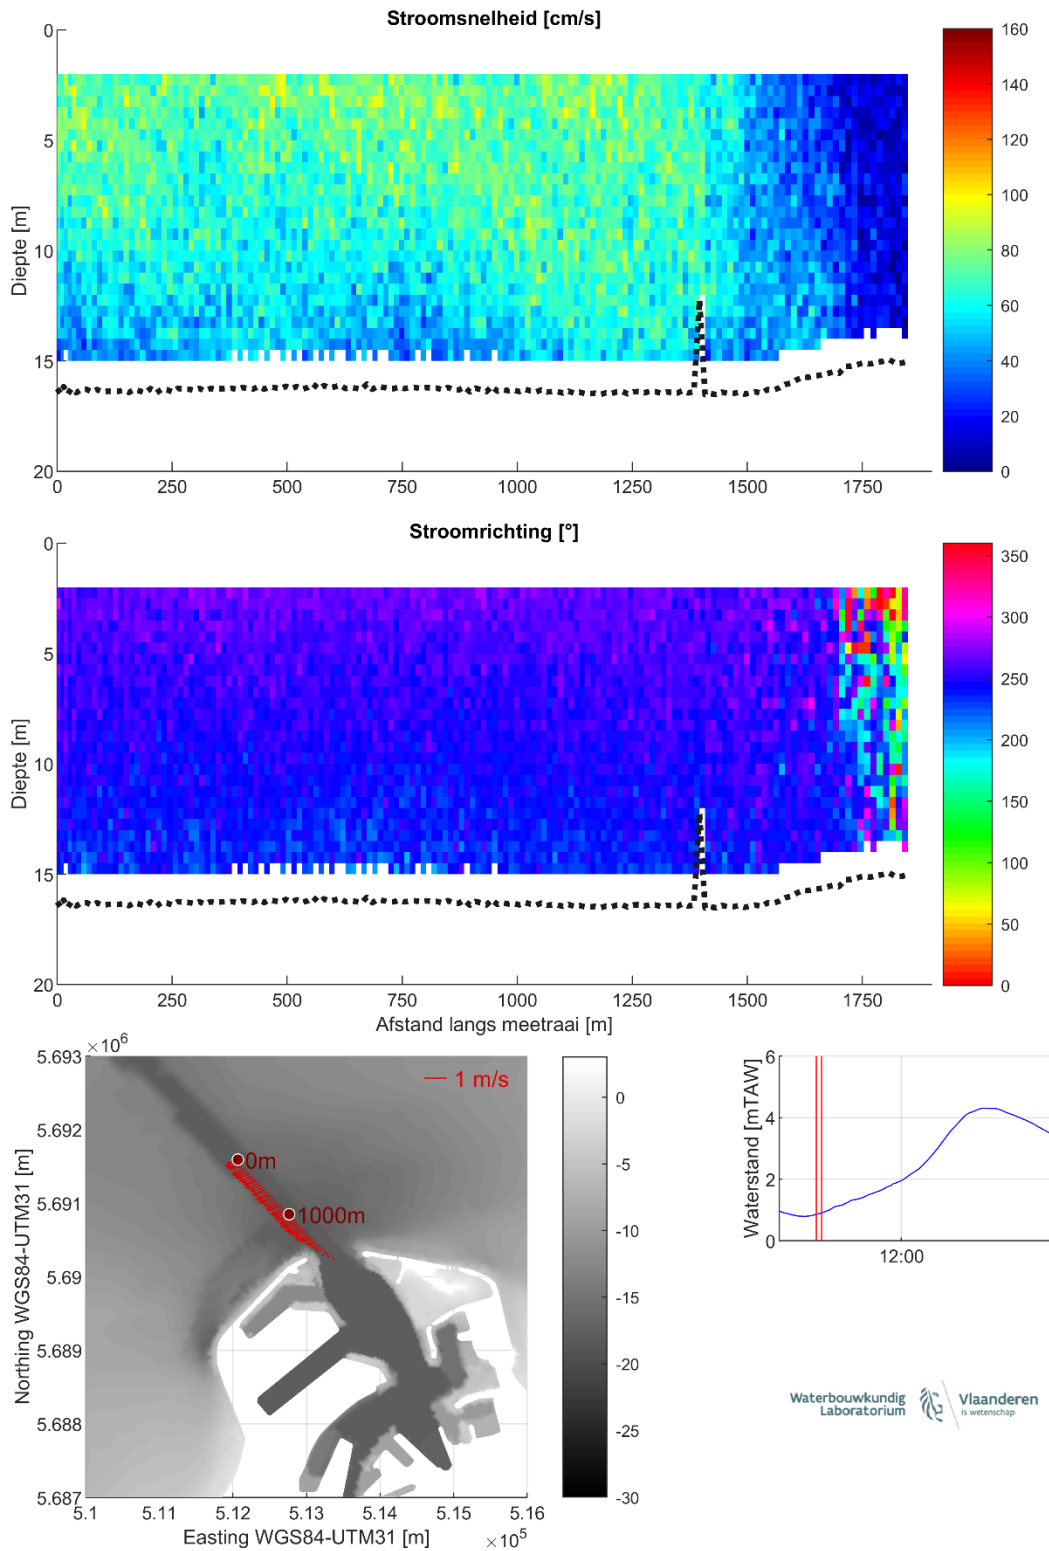 Stroomsnelheid [cm/s]
0
5
10
15
20
Diepte [m]
0 250 500 750 1000 1250 1500 1750
160
140
120
100
80
60
40
20
0
Stroomrichting [°]
0
5
10
15
20
Diepte [m]
0 250 500 750 1000 1250 1500 1750
Afstand langs meetraai [m]
350
300
250
200
150
100
50
0
×10⁶
5.693
5.692
5.691
5.69
5.689
5.688
5.687
Northing WGS84-UTM31 [m]
1 m/s
0m
1000m
5.1 5.11 5.12 5.13 5.14 5.15 5.16
Easting WGS84-UTM31 [m]
×10⁵
0
-5
-10
-15
-20
-25
-30
6
4
2
0
Waterstand [mTAW]
12:00
Waterbouwkundig
Laboratorium
Vlaanderen
is wetenschap